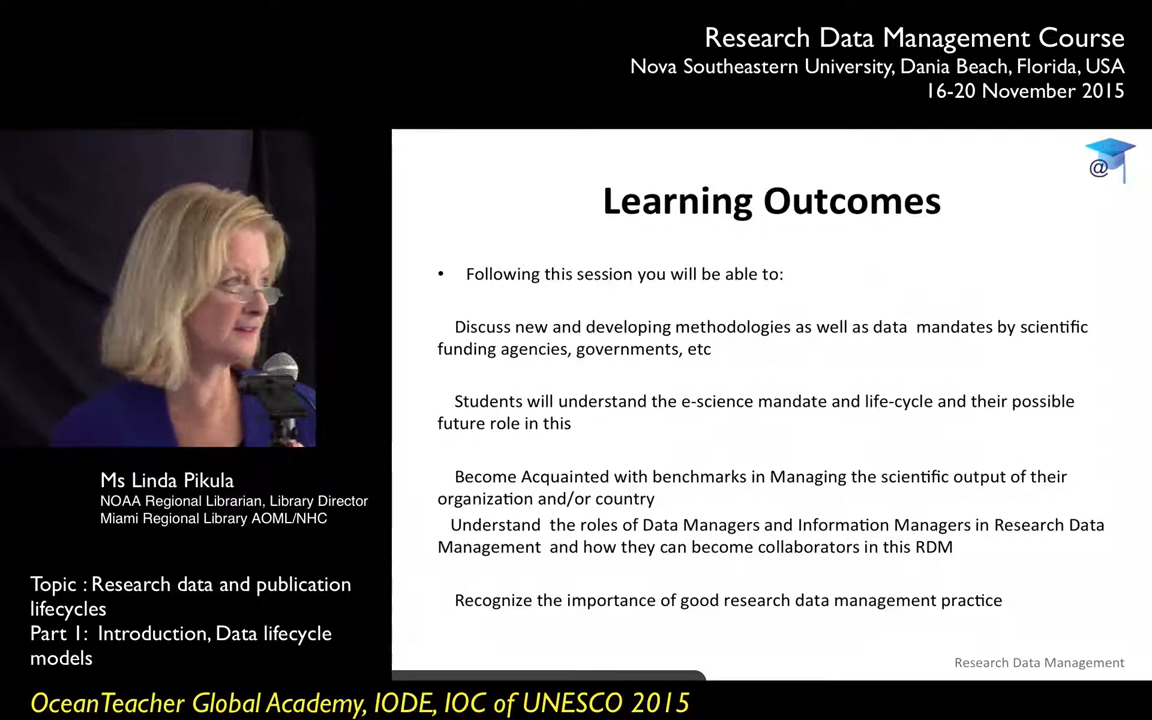 Research Data Management Course
Nova Southeastern University, Dania Beach, Florida, USA
16-20 November 2015
@
Learning Outcomes
• Following this session you will be able to:
Discuss new and developing methodologies as well as data mandates by scientific
funding agencies, governments, etc
Students will understand the e-science mandate and life-cycle and their possible
future role in this
Become Acquainted with benchmarks in Managing the scientific output of their
organization and/or country
Understand the roles of Data Managers and Information Managers in Research Data
Management and how they can become collaborators in this RDM
Recognize the importance of good research data management practice
Research Data Management
Ms Linda Pikula
NOAA Regional Librarian, Library Director
Miami Regional Library AOML/NHC
Topic : Research data and publication
lifecycles
Part 1: Introduction, Data lifecycle
models
OceanTeacher Global Academy, IODE, IOC of UNESCO 2015